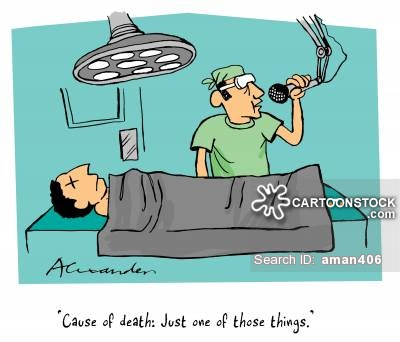 CARTOONSTOCK
.com
Search ID: aman406
Alexander
"Cause of death: Just one of those things."